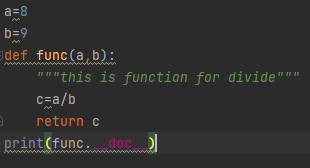 a=8
b=9
def func(a,b):
    """this is function for divide"""
    c=a/b
    return c
print(func.__doc__)